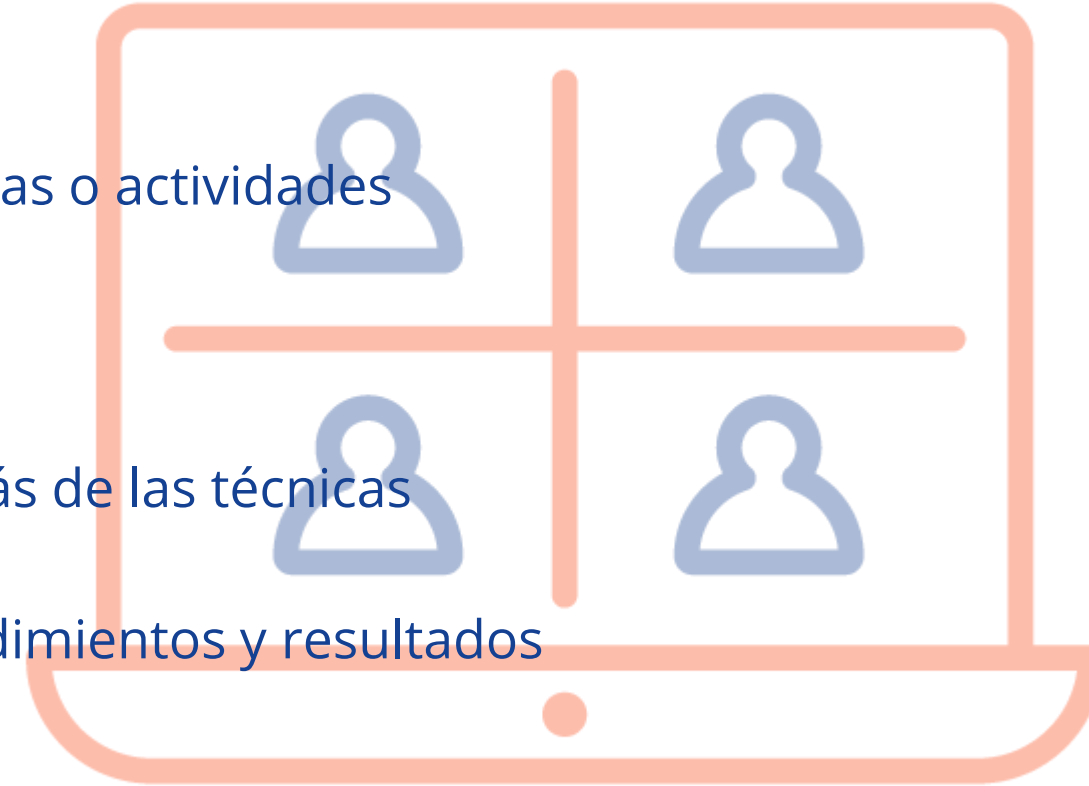 as o actividades
ás de las técnicas
dimientos y resultados